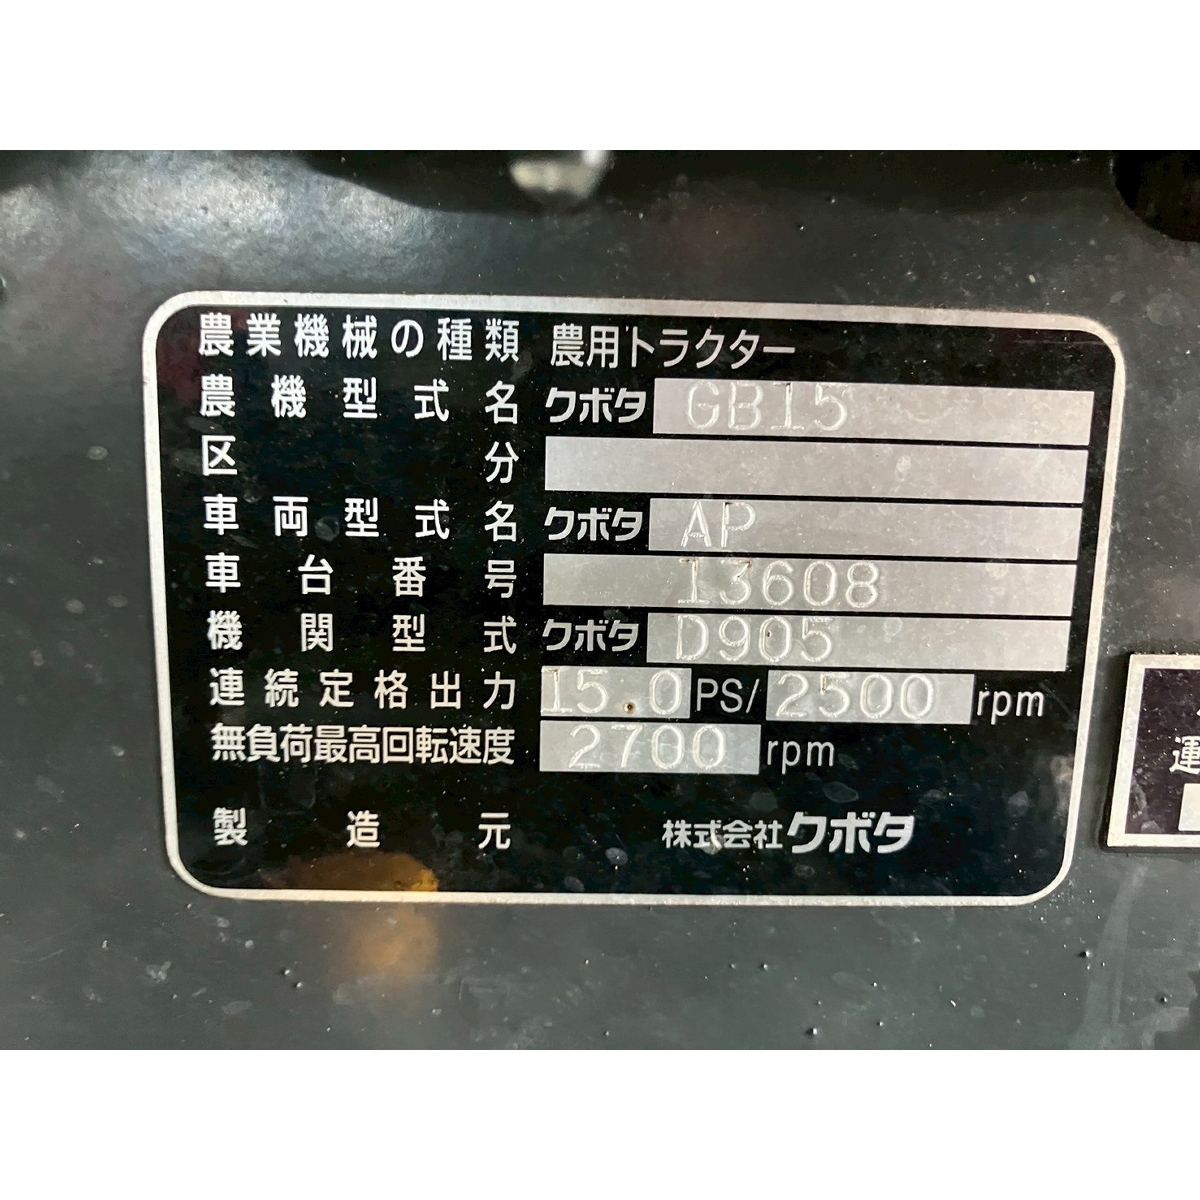 農業機械の種類 農用トラクター
農機型式名 クボタ GB15
区分
車両型式名 クボタ AP
車台番号 13608
機関型式 クボタ D905
連続定格出力 15.0 PS/ 2500 rpm
無負荷最高回転速度 2700 rpm
製造元 株式会社クボタ
運